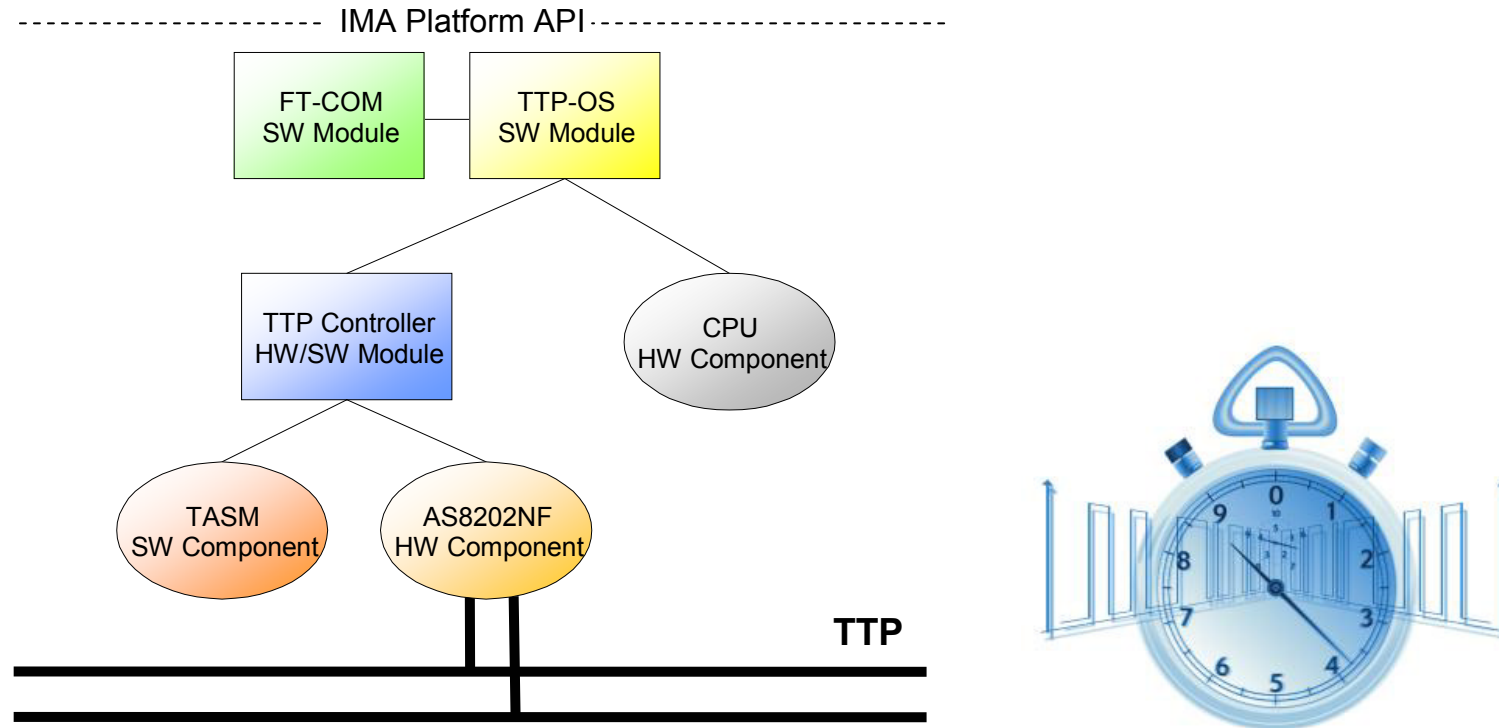 IMA Platform API
FT-COM
SW Module
TTP-OS
SW Module
TTP Controller
HW/SW Module
CPU
HW Component
TASM
SW Component
AS8202NF
HW Component
TTP
0
1
2
3
4
5
6
7
8
9
10